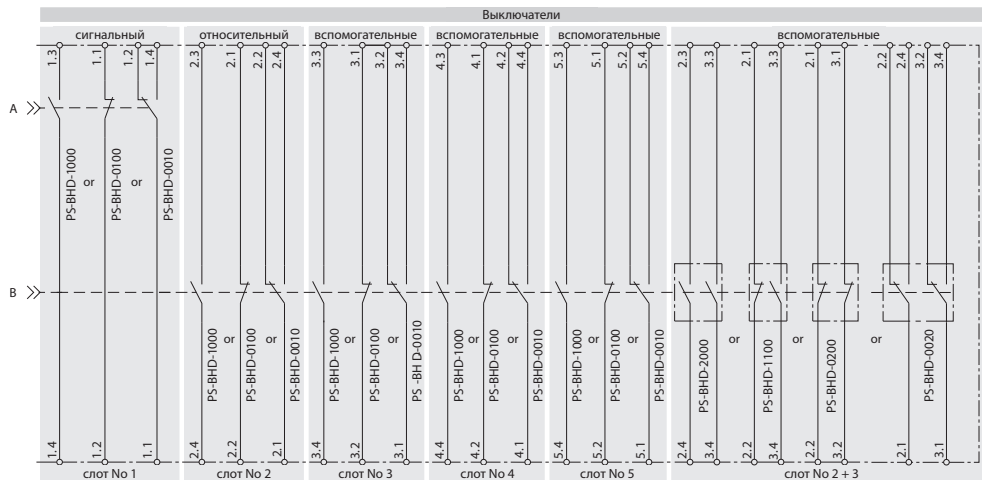 Выключатели
сигнальный
относительный
вспомогательные
вспомогательные
вспомогательные
вспомогательные
1.3
1.1
1.2
1.4
2.3
2.1
2.2
2.4
3.3
3.1
3.2
3.4
4.3
4.1
4.2
4.4
5.3
5.1
5.2
5.4
2.3
3.3
2.1
3.3
2.1
3.1
2.2
2.4
3.2
3.4
A
PS-BHD-1000
or
PS-BHD-0100
or
PS-BHD-0010
B
PS-BHD-1000
or
PS-BHD-0100
or
PS-BHD-0010
PS-BHD-1000
or
PS-BHD-0100
or
PS -BH D-0010
PS-BHD-1000
or
PS-BHD-0100
or
PS-BHD-0010
PS-BHD-1000
or
PS-BHD-0100
or
PS-BHD-0010
PS-BHD-2000
or
PS-BHD-1100
or
PS-BHD-0200
or
PS-BHD-0020
1.4
1.2
1.1
2.4
2.2
2.1
3.4
3.2
3.1
4.4
4.2
4.1
5.4
5.2
5.1
2.4
3.4
2.2
3.4
2.2
3.2
2.1
3.1
слот No 1
слот No 2
слот No 3
слот No 4
слот No 5
слот No 2 + 3